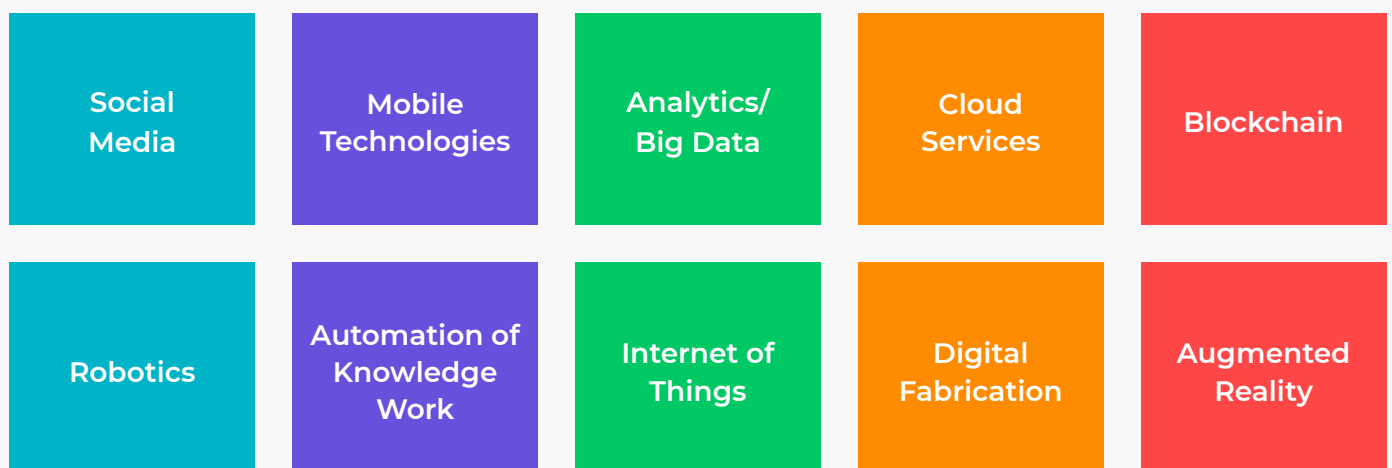 Social
Media
Mobile
Technologies
Analytics/
Big Data
Cloud
Services
Blockchain
Robotics
Automation of
Knowledge
Work
Internet of
Things
Digital
Fabrication
Augmented
Reality